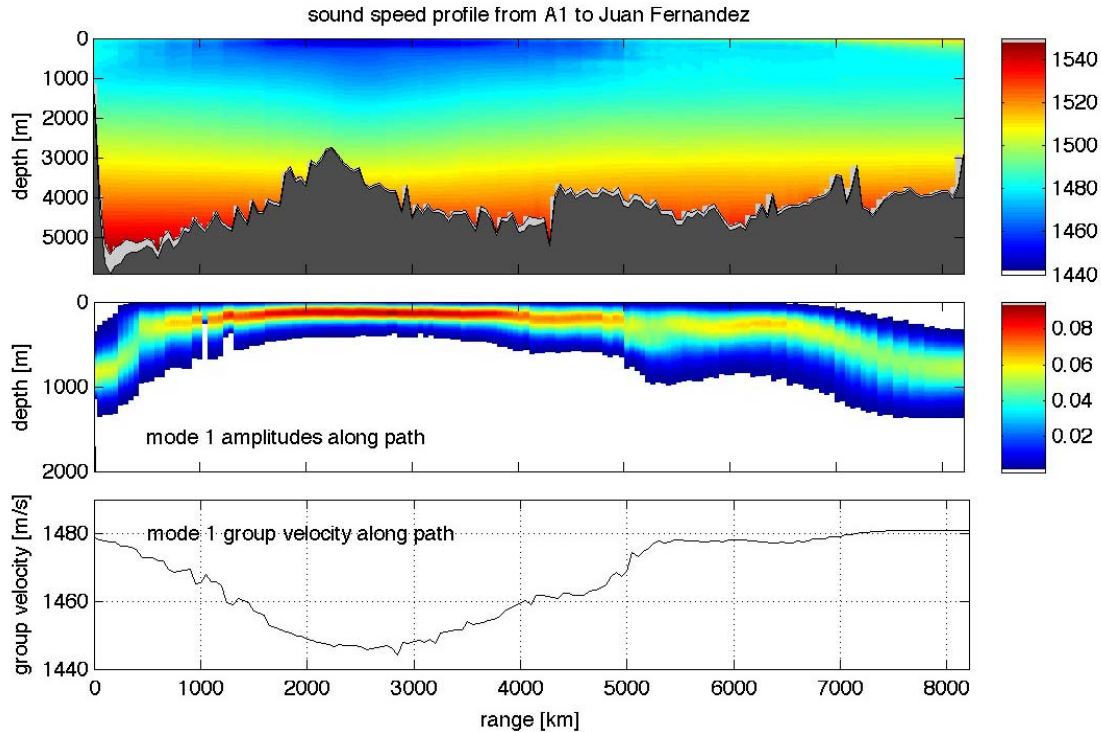 sound speed profile from A1 to Juan Fernandez
0
1000
2000
3000
4000
5000
depth [m]
1540
1520
1500
1480
1460
1440
0
1000
2000
depth [m]
mode 1 amplitudes along path
0.08
0.06
0.04
0.02
1480
1460
1440
group velocity [m/s]
mode 1 group velocity along path
0 1000 2000 3000 4000 5000 6000 7000 8000
range [km]